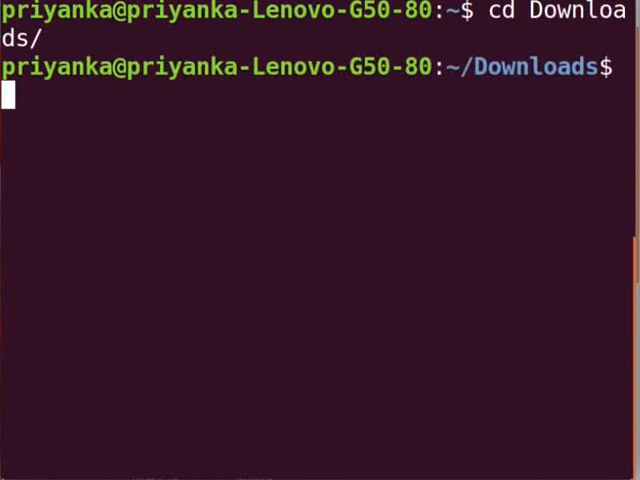 priyanka@priyanka-Lenovo-G50-80:~$ cd Downloa
ds/
priyanka@priyanka-Lenovo-G50-80:~/Downloads$